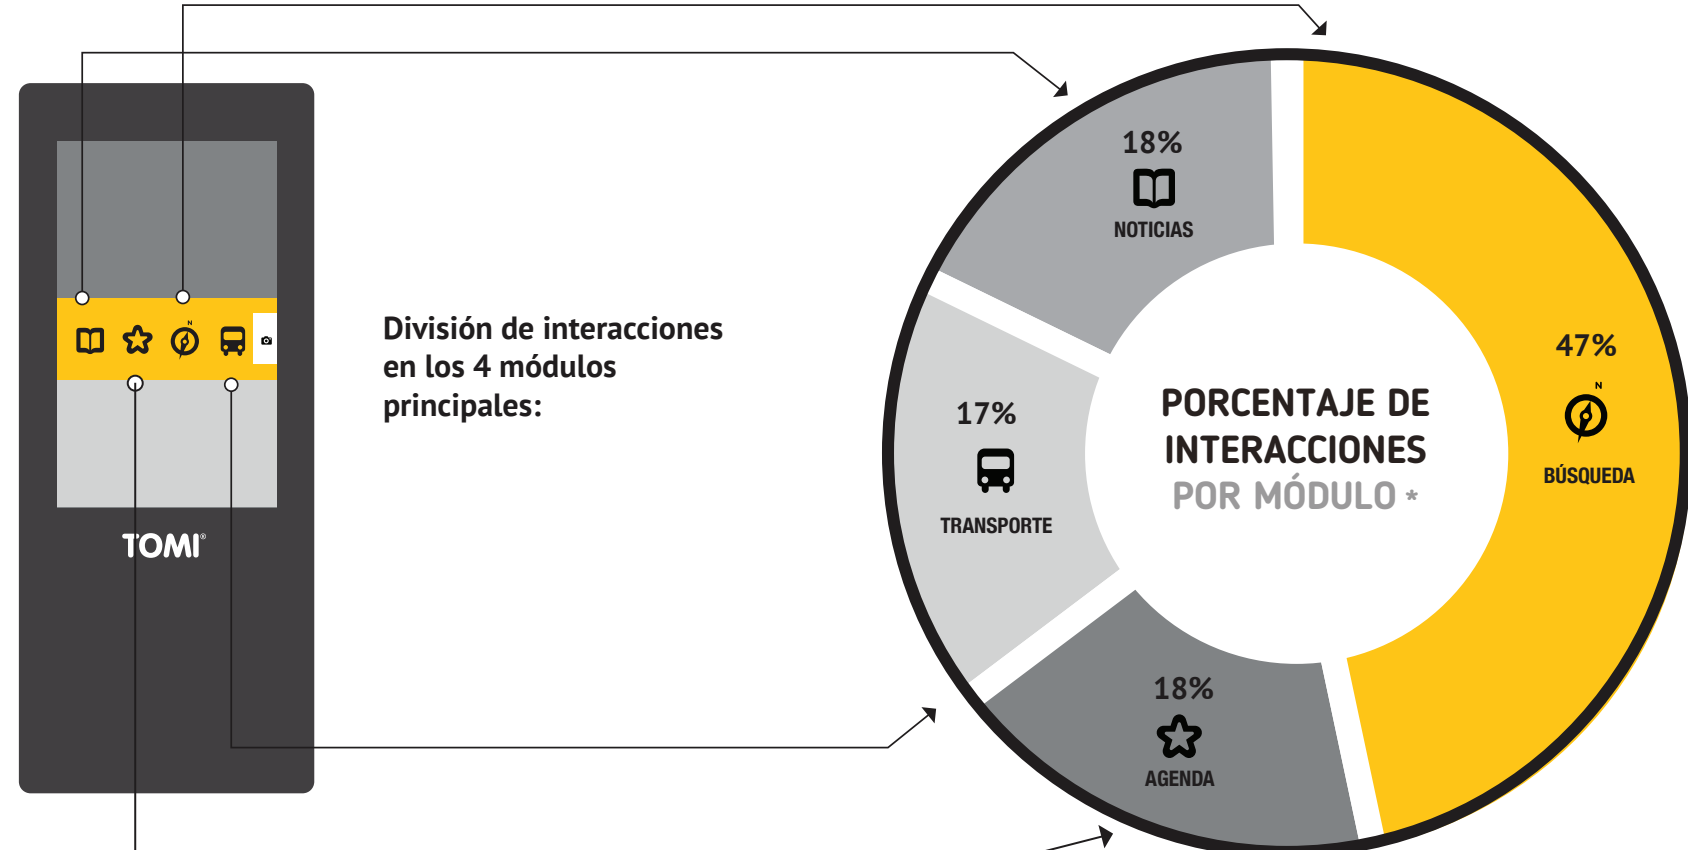 N
TOMI®
División de interacciones
en los 4 módulos
principales:
18%
NOTICIAS
47%
N
BÚSQUEDA
17%
TRANSPORTE
18%
AGENDA
PORCENTAJE DE
INTERACCIONES
POR MÓDULO *